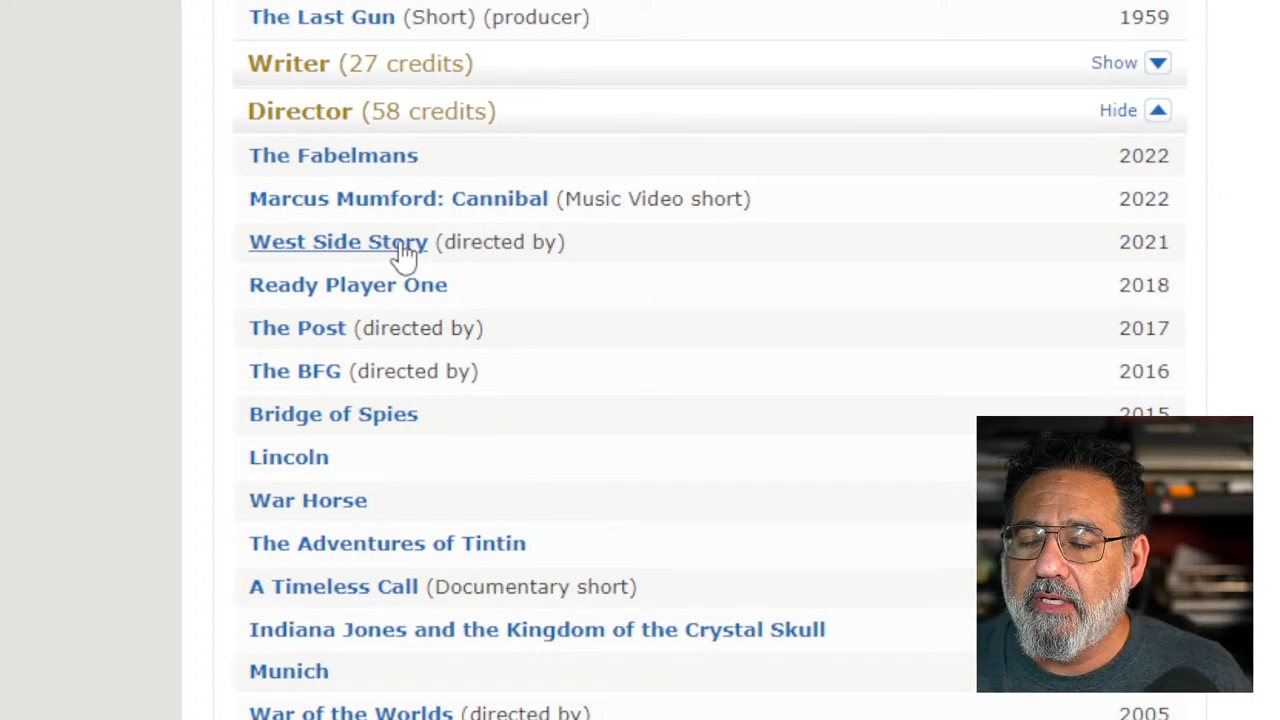 The Last Gun (Short) (producer) 1959
Writer (27 credits) Show
Director (58 credits) Hide
The Fabelmans 2022
Marcus Mumford: Cannibal (Music Video short) 2022
West Side Story (directed by) 2021
Ready Player One 2018
The Post (directed by) 2017
The BFG (directed by) 2016
Bridge of Spies 2015
Lincoln
War Horse
The Adventures of Tintin
A Timeless Call (Documentary short)
Indiana Jones and the Kingdom of the Crystal Skull
Munich
War of the Worlds (directed by) 2005